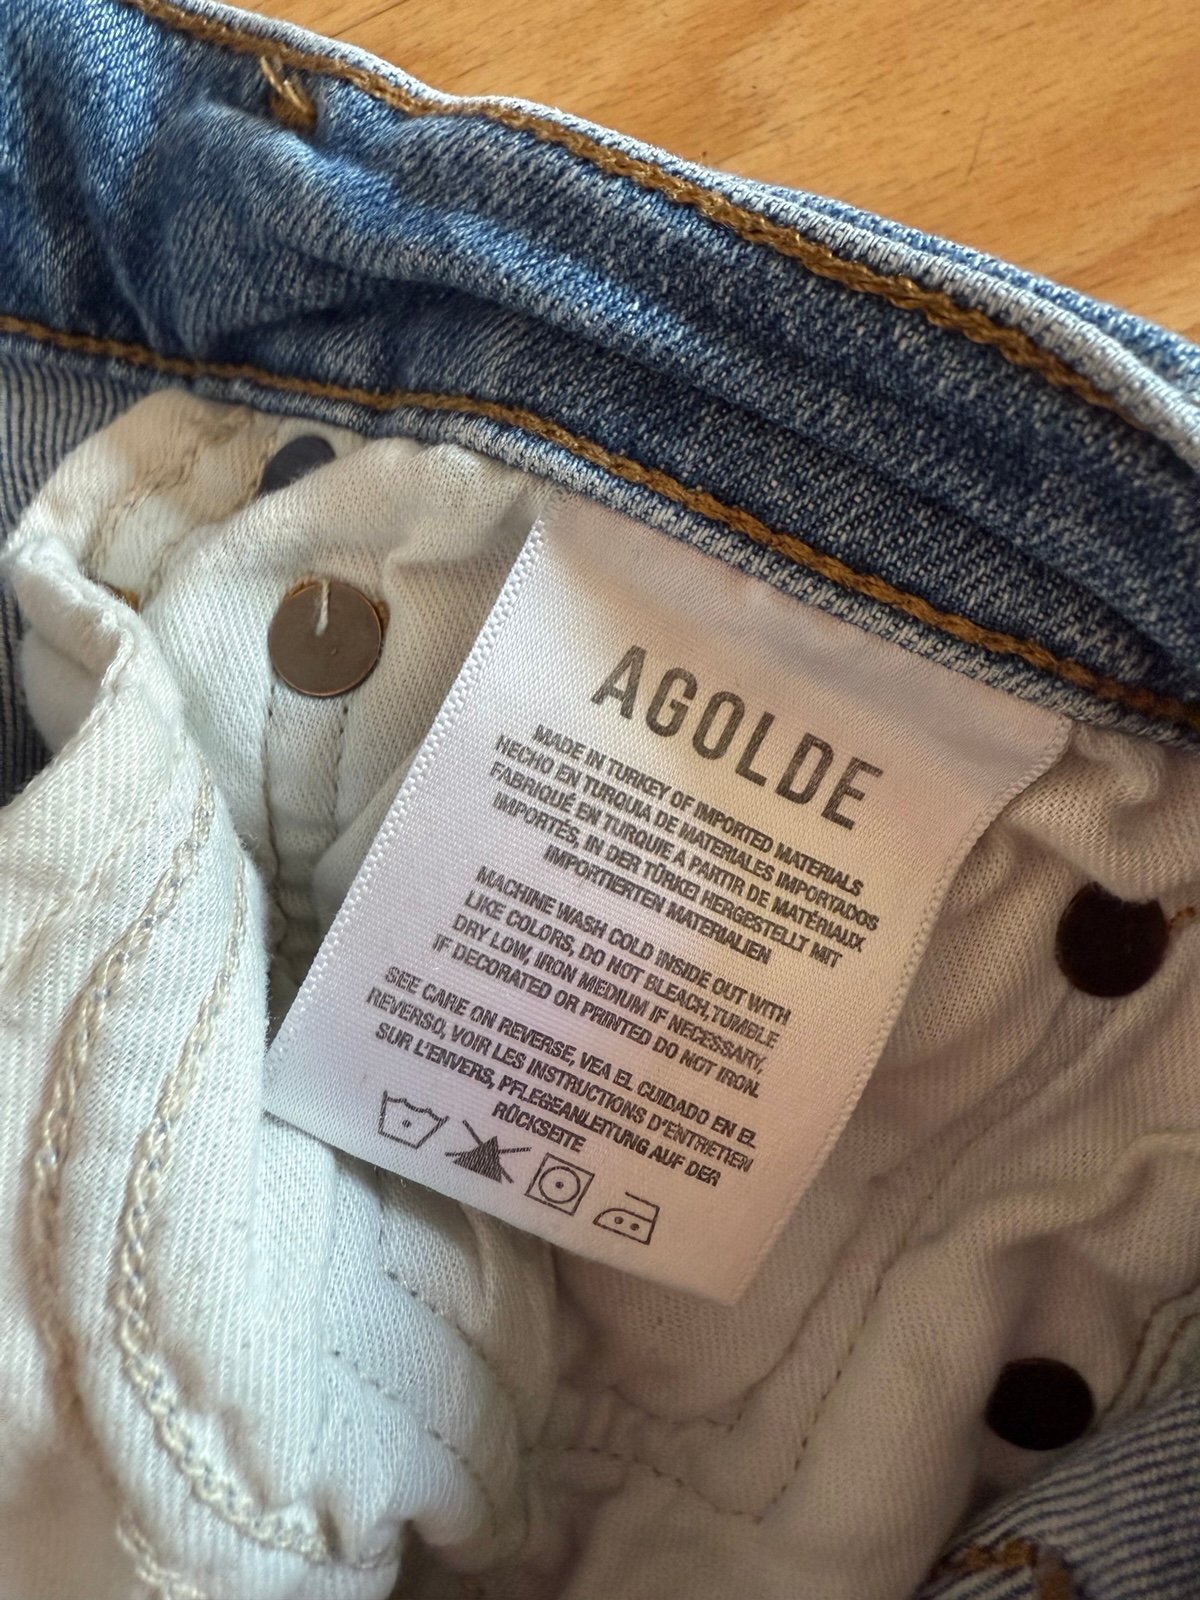 AGOLDE
MADE IN TURKEY OF IMPORTED MATERIALS
HECHO EN TURQUIA DE MATERIALES IMPORTADOS
FABRIQUÉ EN TURQUIE A PARTIR DE MATÉRIAUX
IMPORTÉS, IN DER TÜRKEI HERGESTELLT MIT
IMPORTIERTEN MATERIALIEN
MACHINE WASH COLD INSIDE OUT WITH
LIKE COLORS, DO NOT BLEACH,TUMBLE
DRY LOW, IRON MEDIUM IF NECESSARY,
IF DECORATED OR PRINTED DO NOT IRON.
SEE CARE ON REVERSE, VEA EL CUIDADO EN EL
REVERSO, VOIR LES INSTRUCTIONS D'ENTRETIEN
SUR L'ENVERS, PFLEGEANLEITUNG AUF DER
RÜCKSEITE